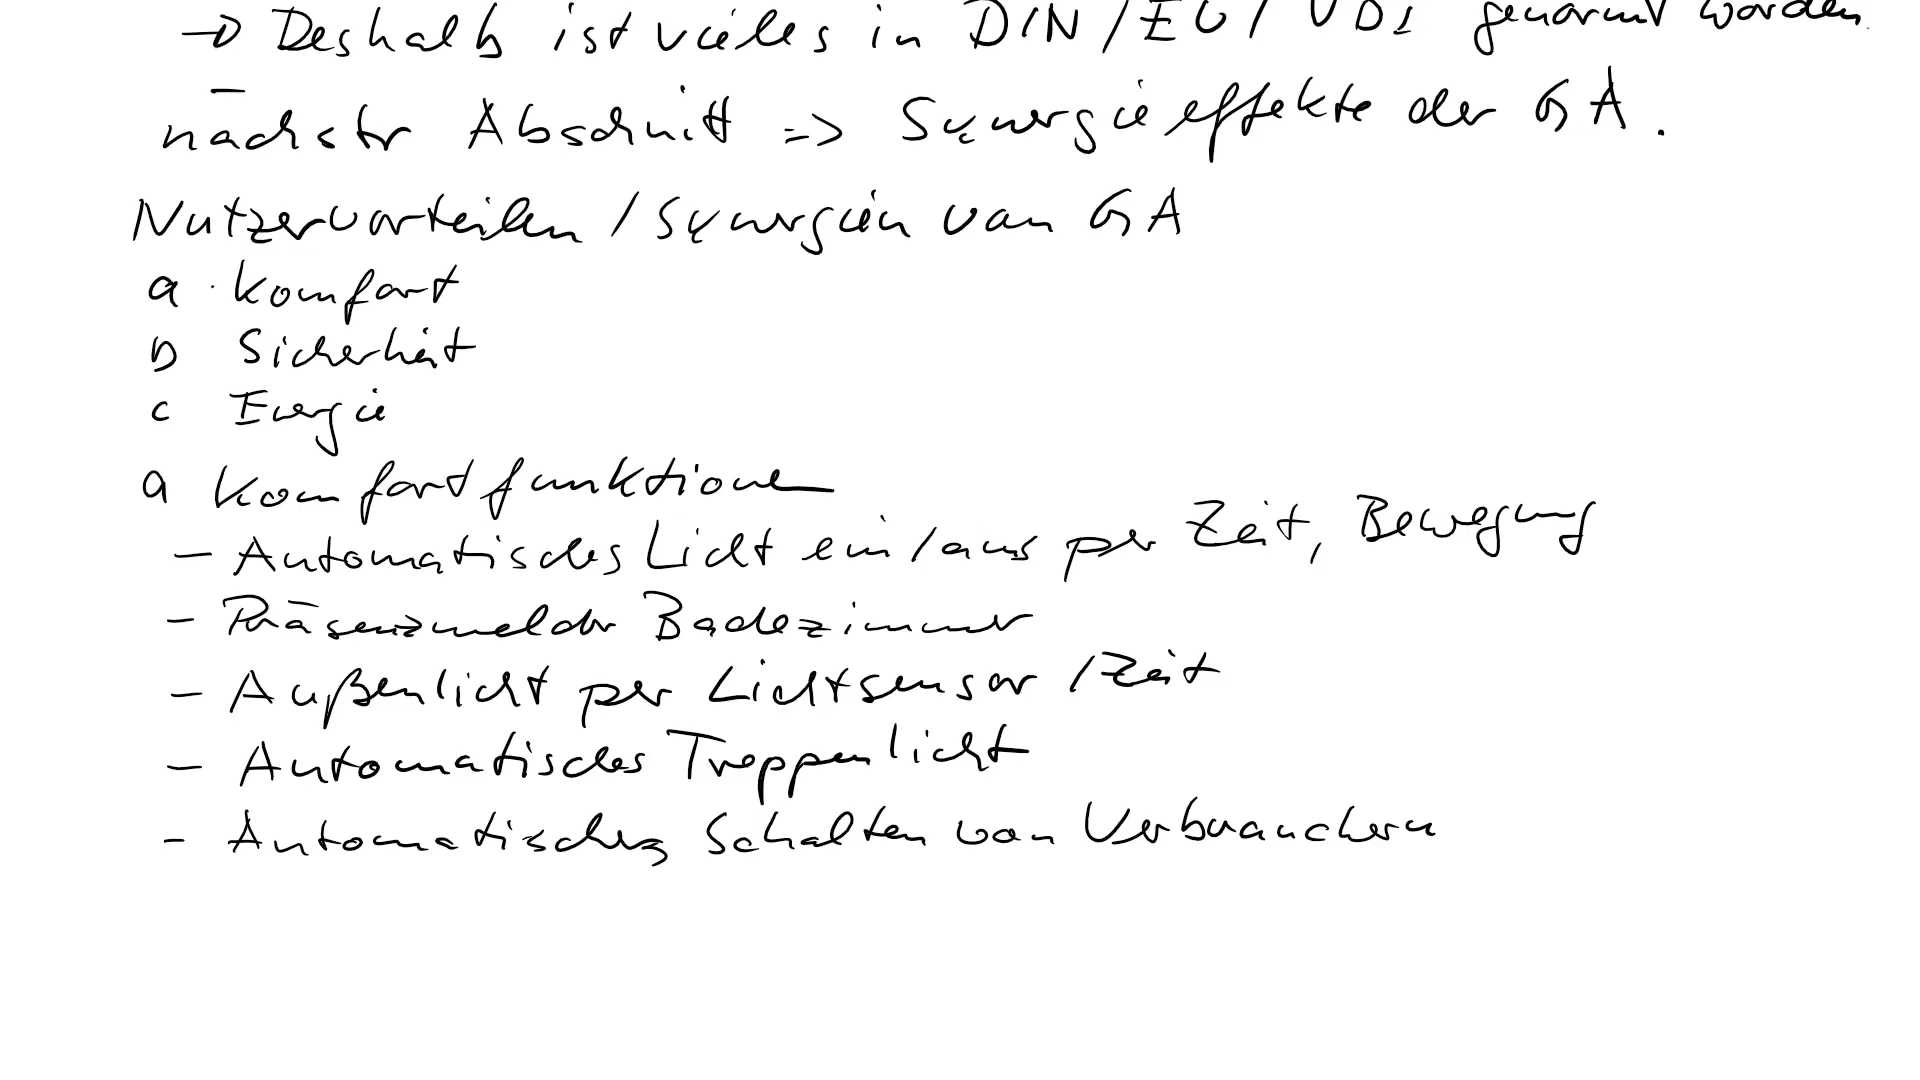 → Deshalb ist vieles in DIN/EU/VDI genormt worden.
nächster Abschnitt => Synergieeffekte der GA.
Nutzervorteilen / Synergien von GA
a Komfort
b Sicherheit
c Energie
a Komfortfunktionen
- Automatisches Licht ein/aus per Zeit, Bewegung
- Präsenzmelder Badezimmer
- Außenlicht per Lichtsensor / Zeit
- Automatisches Treppenlicht
- Automatisches Schalten von Verbrauchern